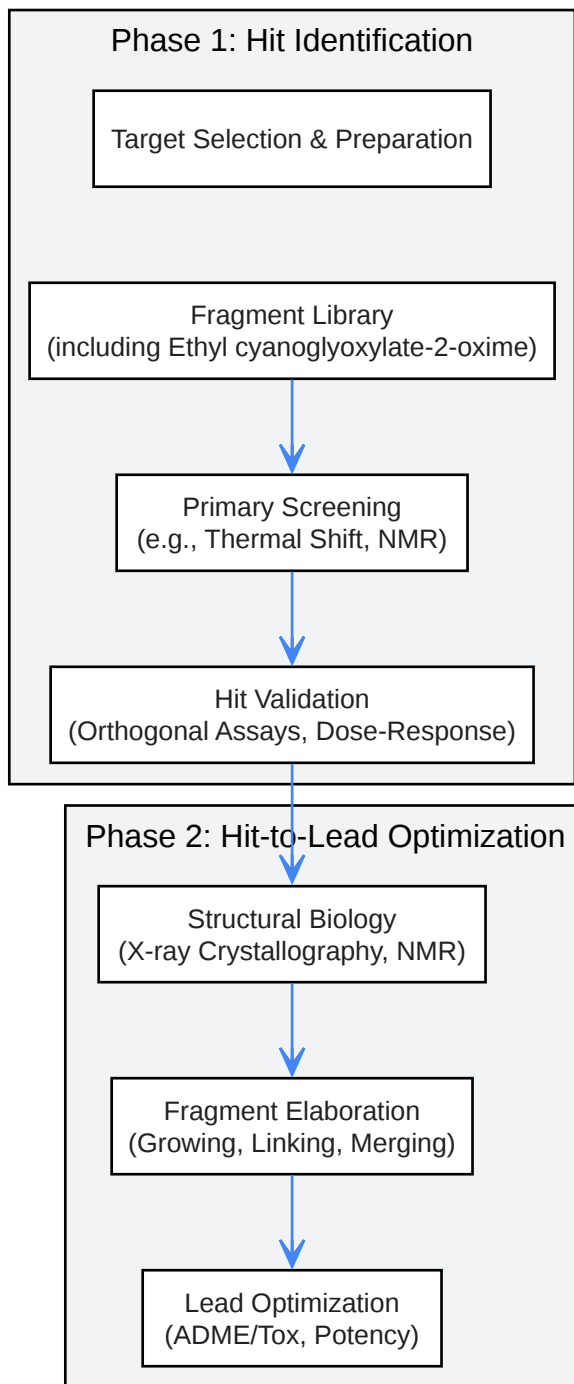 Phase 1: Hit Identification
Target Selection & Preparation
Fragment Library
(including Ethyl cyanoglyoxylate-2-oxime)
Primary Screening
(e.g., Thermal Shift, NMR)
Hit Validation
(Orthogonal Assays, Dose-Response)
Phase 2: Hit-to-Lead Optimization
Structural Biology
(X-ray Crystallography, NMR)
Fragment Elaboration
(Growing, Linking, Merging)
Lead Optimization
(ADME/Tox, Potency)